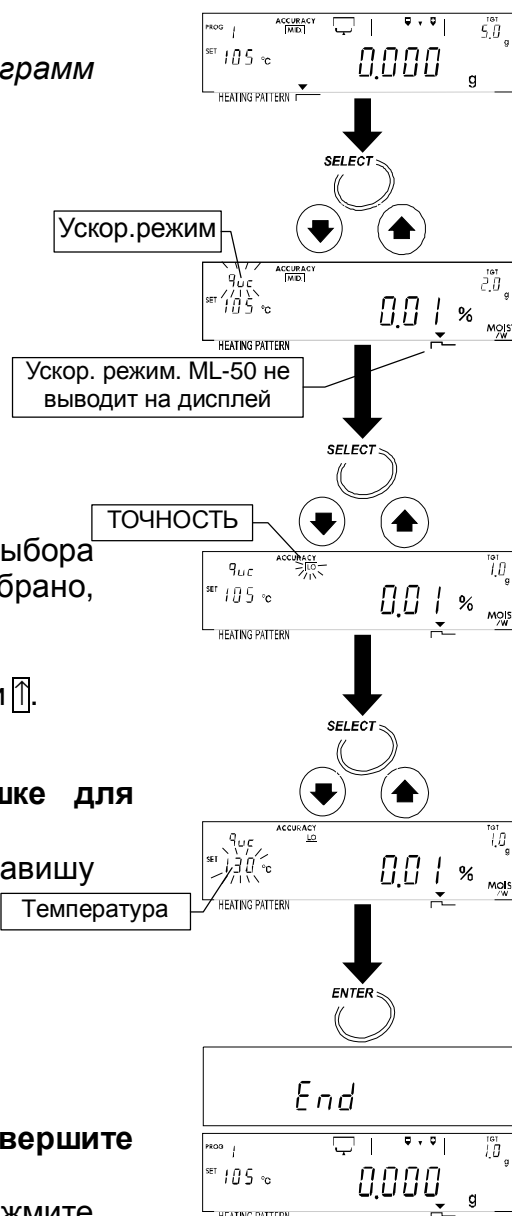 PROG 1 ACCURACY MID. TGT 5.0 g
SET 105 °C 0.000 g
HEATING PATTERN
грамм
SELECT
Ускор.режим
quc ACCURACY MID. TGT 2.0 g
SET 105 °C 0.01 % MOIST /W
HEATING PATTERN
Ускор. режим. ML-50 не
выводит на дисплей
SELECT
ТОЧНОСТЬ
ыбора
брано,
quc ACCURACY LO TGT 1.0 g
SET 105 °C 0.01 % MOIST /W
HEATING PATTERN
и ↑.
SELECT
шке для
авишу
quc ACCURACY LO TGT 1.0 g
SET 130 °C 0.01 % MOIST /W
HEATING PATTERN
Температура
ENTER
End
вершите
PROG 1 TGT 1.0 g
SET 105 °C 0.000 g
HEATING PATTERN
жмите